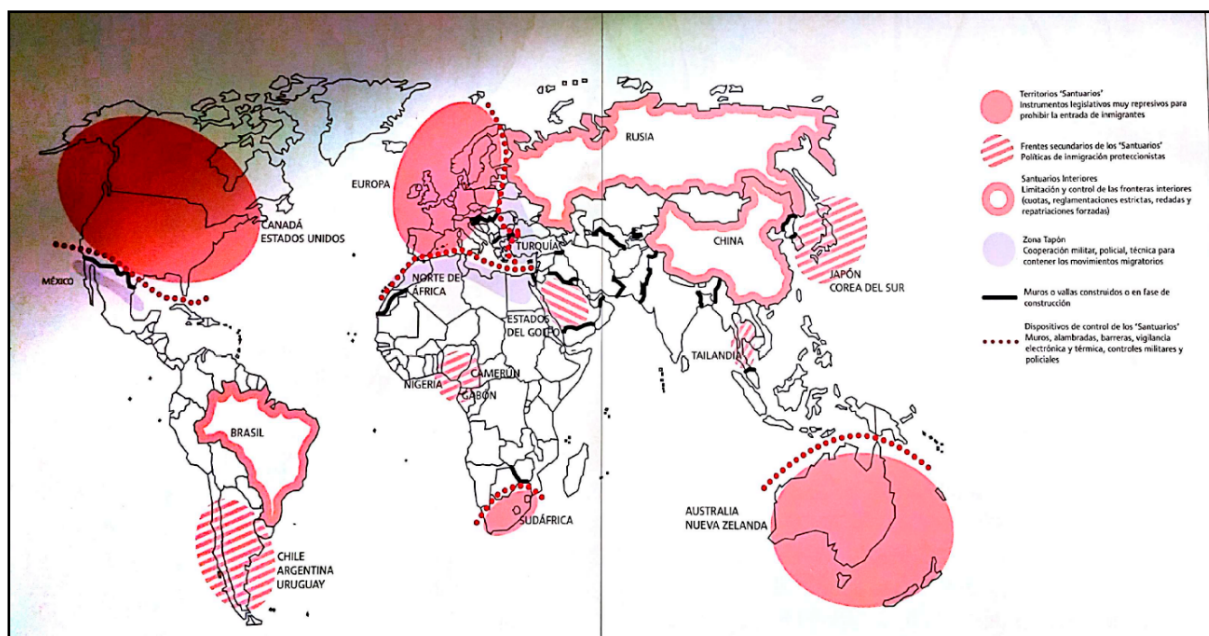 CANADÁ
ESTADOS UNIDOS
MÉXICO
EUROPA
RUSIA
TURQUÍA
NORTE DE
ÁFRICA
ESTADOS
DEL GOLFO
CHINA
JAPÓN
COREA DEL SUR
TAILANDIA
NIGERIA
CAMERÚN
GABÓN
BRASIL
SUDÁFRICA
CHILE
ARGENTINA
URUGUAY
AUSTRALIA
NUEVA ZELANDA
Territorios 'Santuarios'
Instrumentos legislativos muy represivos para
prohibir la entrada de inmigrantes
Frentes secundarios de los 'Santuarios'
Políticas de inmigración proteccionistas
Santuarios Interiores
Limitación y control de las fronteras interiores
(cuotas, reglamentaciones estrictas, redadas y
repatriaciones forzadas)
Zona Tapón
Cooperación militar, policial, técnica para
contener los movimientos migratorios
Muros o vallas construidos o en fase de
construcción
Dispositivos de control de los 'Santuarios'
Muros, alambradas, barreras, vigilancia
electrónica y térmica, controles militares y
policiales